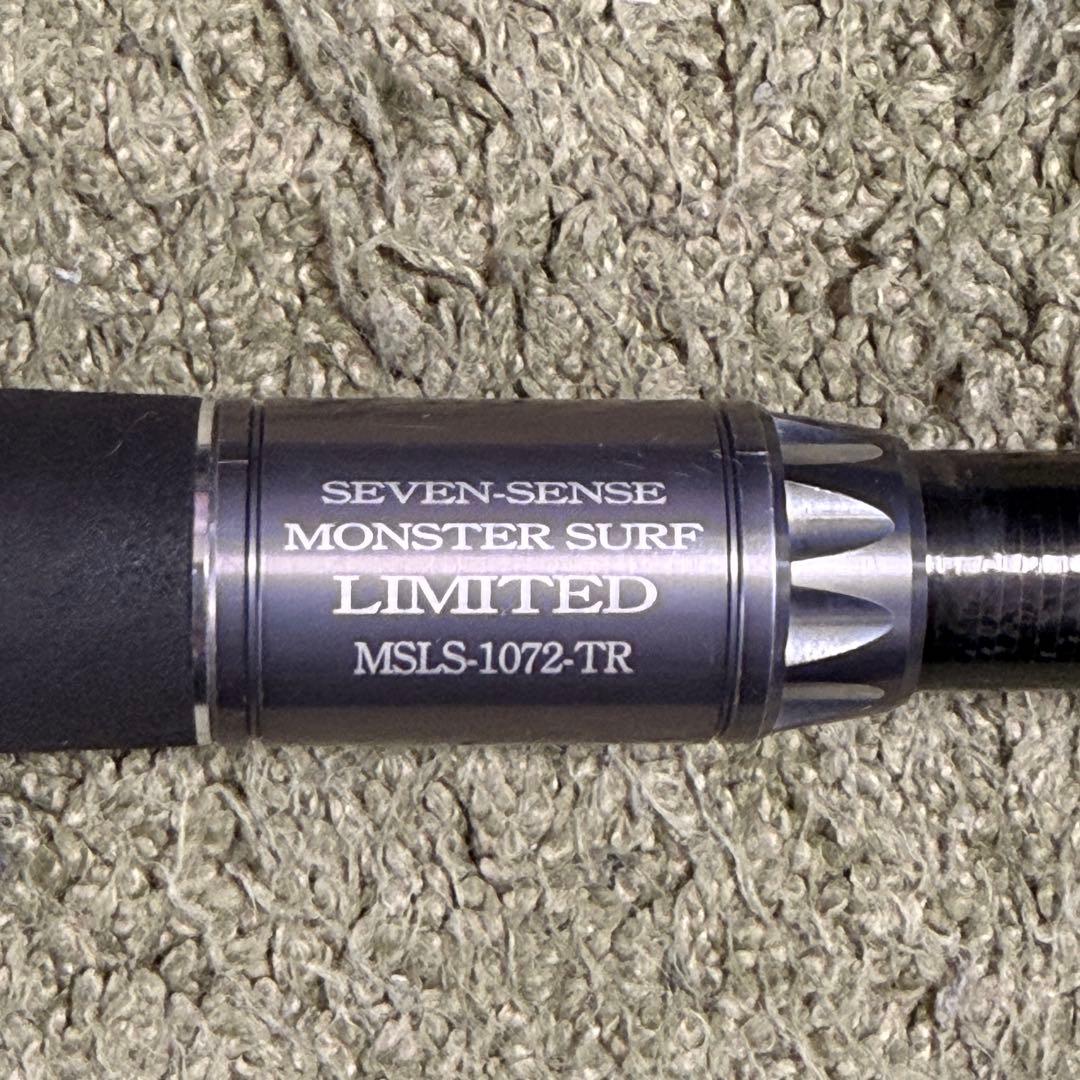 SEVEN-SENSE
MONSTER SURF
LIMITED
MSLS-1072-TR